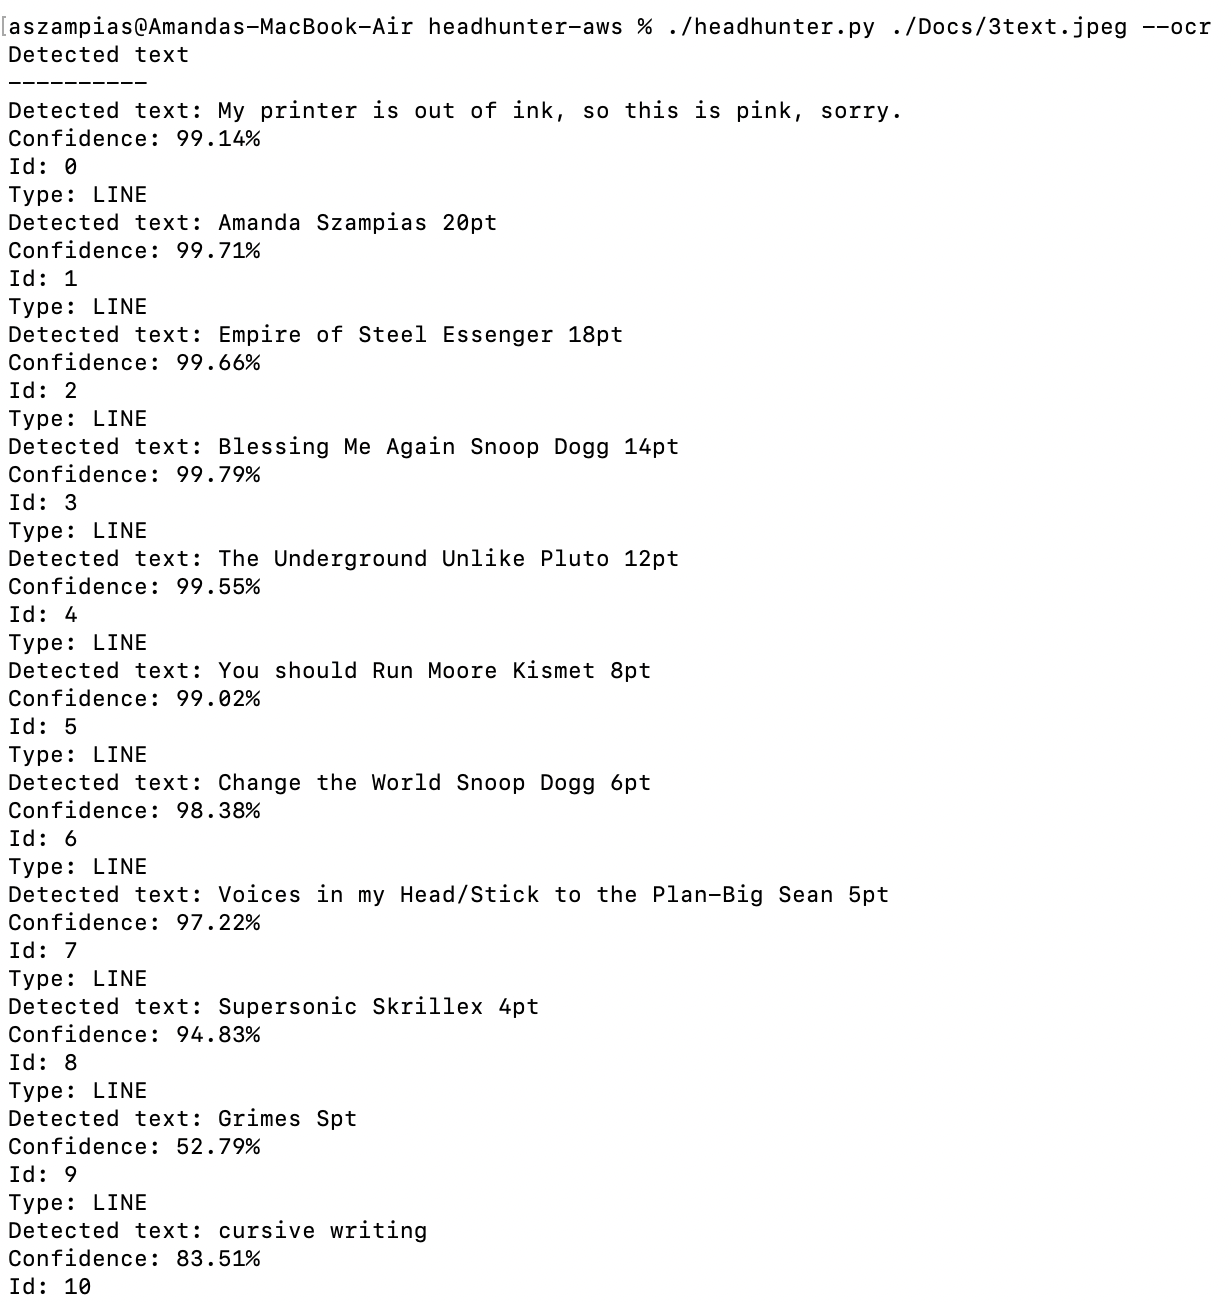 [aszampias@Amandas-MacBook-Air headhunter-aws % ./headhunter.py ./Docs/3text.jpeg --ocr
Detected text
----------
Detected text: My printer is out of ink, so this is pink, sorry.
Confidence: 99.14%
Id: 0
Type: LINE
Detected text: Amanda Szampias 20pt
Confidence: 99.71%
Id: 1
Type: LINE
Detected text: Empire of Steel Essenger 18pt
Confidence: 99.66%
Id: 2
Type: LINE
Detected text: Blessing Me Again Snoop Dogg 14pt
Confidence: 99.79%
Id: 3
Type: LINE
Detected text: The Underground Unlike Pluto 12pt
Confidence: 99.55%
Id: 4
Type: LINE
Detected text: You should Run Moore Kismet 8pt
Confidence: 99.02%
Id: 5
Type: LINE
Detected text: Change the World Snoop Dogg 6pt
Confidence: 98.38%
Id: 6
Type: LINE
Detected text: Voices in my Head/Stick to the Plan-Big Sean 5pt
Confidence: 97.22%
Id: 7
Type: LINE
Detected text: Supersonic Skrillex 4pt
Confidence: 94.83%
Id: 8
Type: LINE
Detected text: Grimes Spt
Confidence: 52.79%
Id: 9
Type: LINE
Detected text: cursive writing
Confidence: 83.51%
Id: 10